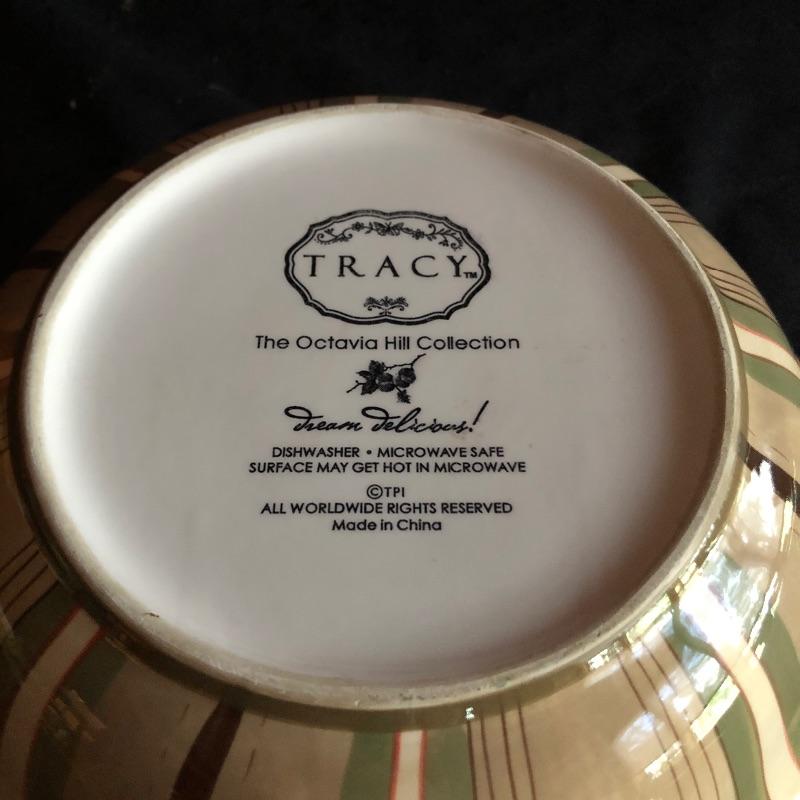 TRACY™
The Octavia Hill Collection
dream delicious!
DISHWASHER • MICROWAVE SAFE
SURFACE MAY GET HOT IN MICROWAVE
©TPI
ALL WORLDWIDE RIGHTS RESERVED
Made in China